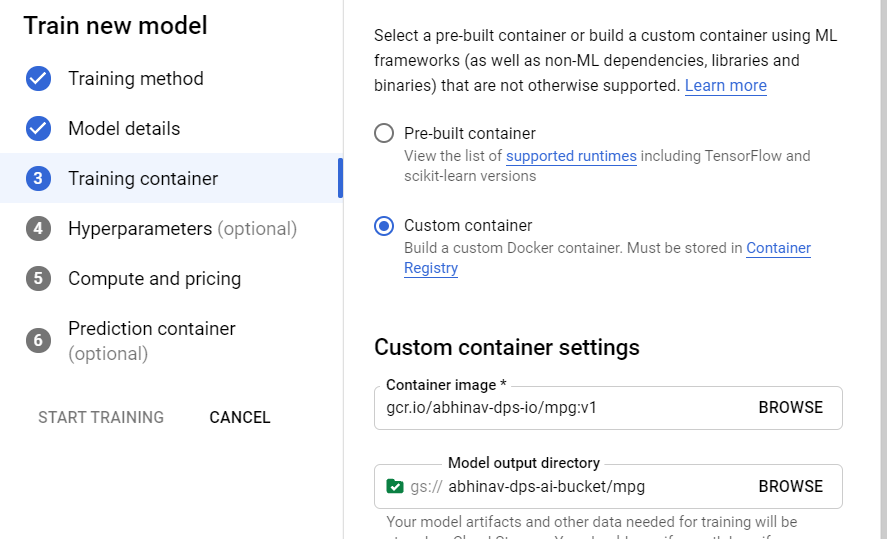 Train new model
Training method
Model details
3 Training container
4 Hyperparameters (optional)
5 Compute and pricing
6 Prediction container
(optional)
START TRAINING CANCEL
Select a pre-built container or build a custom container using ML
frameworks (as well as non-ML dependencies, libraries and
binaries) that are not otherwise supported. Learn more
Pre-built container
View the list of supported runtimes including TensorFlow and
scikit-learn versions
Custom container
Build a custom Docker container. Must be stored in Container
Registry
Custom container settings
Container image *
gcr.io/abhinav-dps-io/mpg:v1 BROWSE
Model output directory
gs:// abhinav-dps-ai-bucket/mpg BROWSE
Your model artifacts and other data needed for training will be